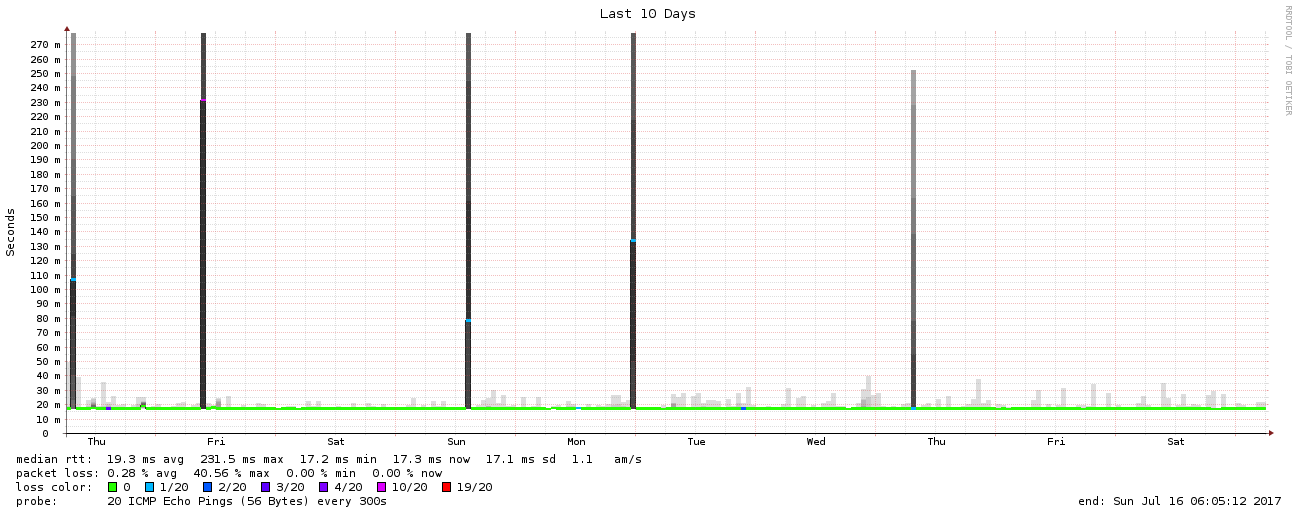 Last 10 Days
RRDTOOL / TOBI OETIKER
Seconds
270 m
260 m
250 m
240 m
230 m
220 m
210 m
200 m
190 m
180 m
170 m
160 m
150 m
140 m
130 m
120 m
110 m
100 m
90 m
80 m
70 m
60 m
50 m
40 m
30 m
20 m
10 m
0
Thu Fri Sat Sun Mon Tue Wed Thu Fri Sat
median rtt: 19.3 ms avg 231.5 ms max 17.2 ms min 17.3 ms now 17.1 ms sd 1.1 am/s
packet loss: 0.28 % avg 40.56 % max 0.00 % min 0.00 % now
loss color: 0 1/20 2/20 3/20 4/20 10/20 19/20
probe: 20 ICMP Echo Pings (56 Bytes) every 300s end: Sun Jul 16 06:05:12 2017